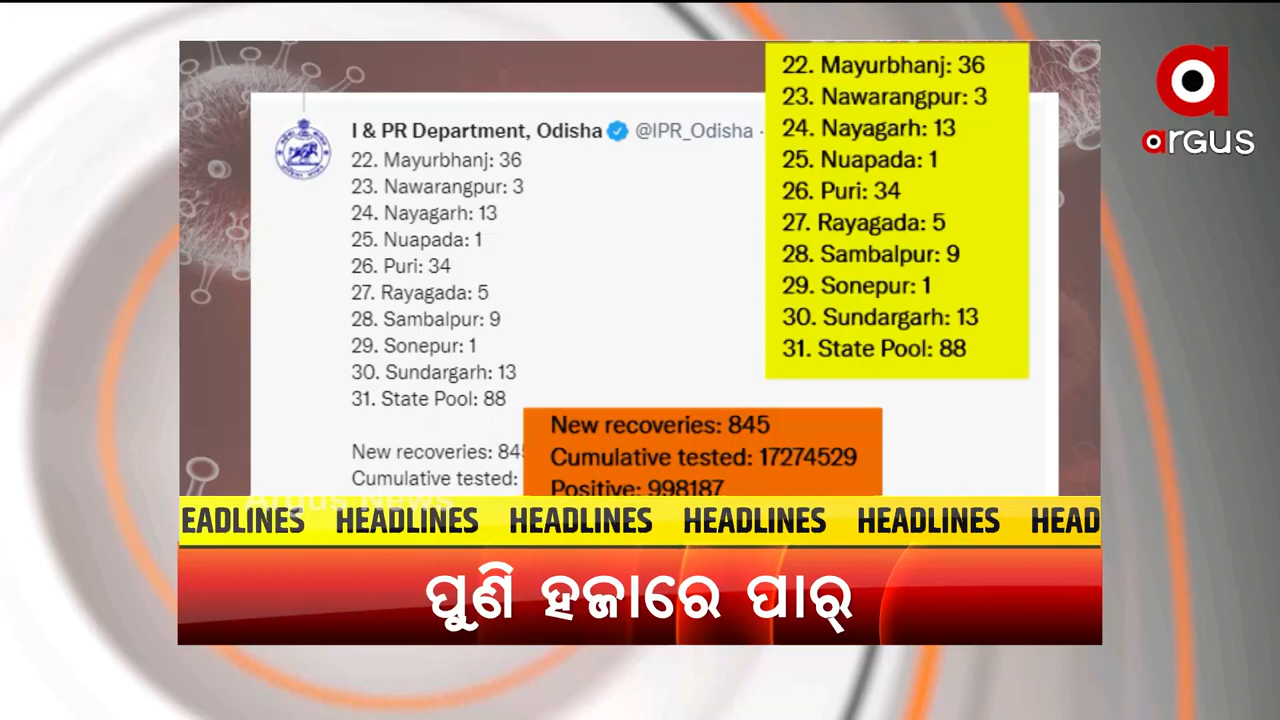 I & PR Department, Odisha @IPR_Odisha ·
22. Mayurbhanj: 36
23. Nawarangpur: 3
24. Nayagarh: 13
25. Nuapada: 1
26. Puri: 34
27. Rayagada: 5
28. Sambalpur: 9
29. Sonepur: 1
30. Sundargarh: 13
31. State Pool: 88
New recoveries: 845
Cumulative tested:
22. Mayurbhanj: 36
23. Nawarangpur: 3
24. Nayagarh: 13
25. Nuapada: 1
26. Puri: 34
27. Rayagada: 5
28. Sambalpur: 9
29. Sonepur: 1
30. Sundargarh: 13
31. State Pool: 88
New recoveries: 845
Cumulative tested: 17274529
Positive: 998187
argus
Argus News
EADLINES HEADLINES HEADLINES HEADLINES HEADLINES HEAD
ପୁଣି ହଜାରେ ପାର୍